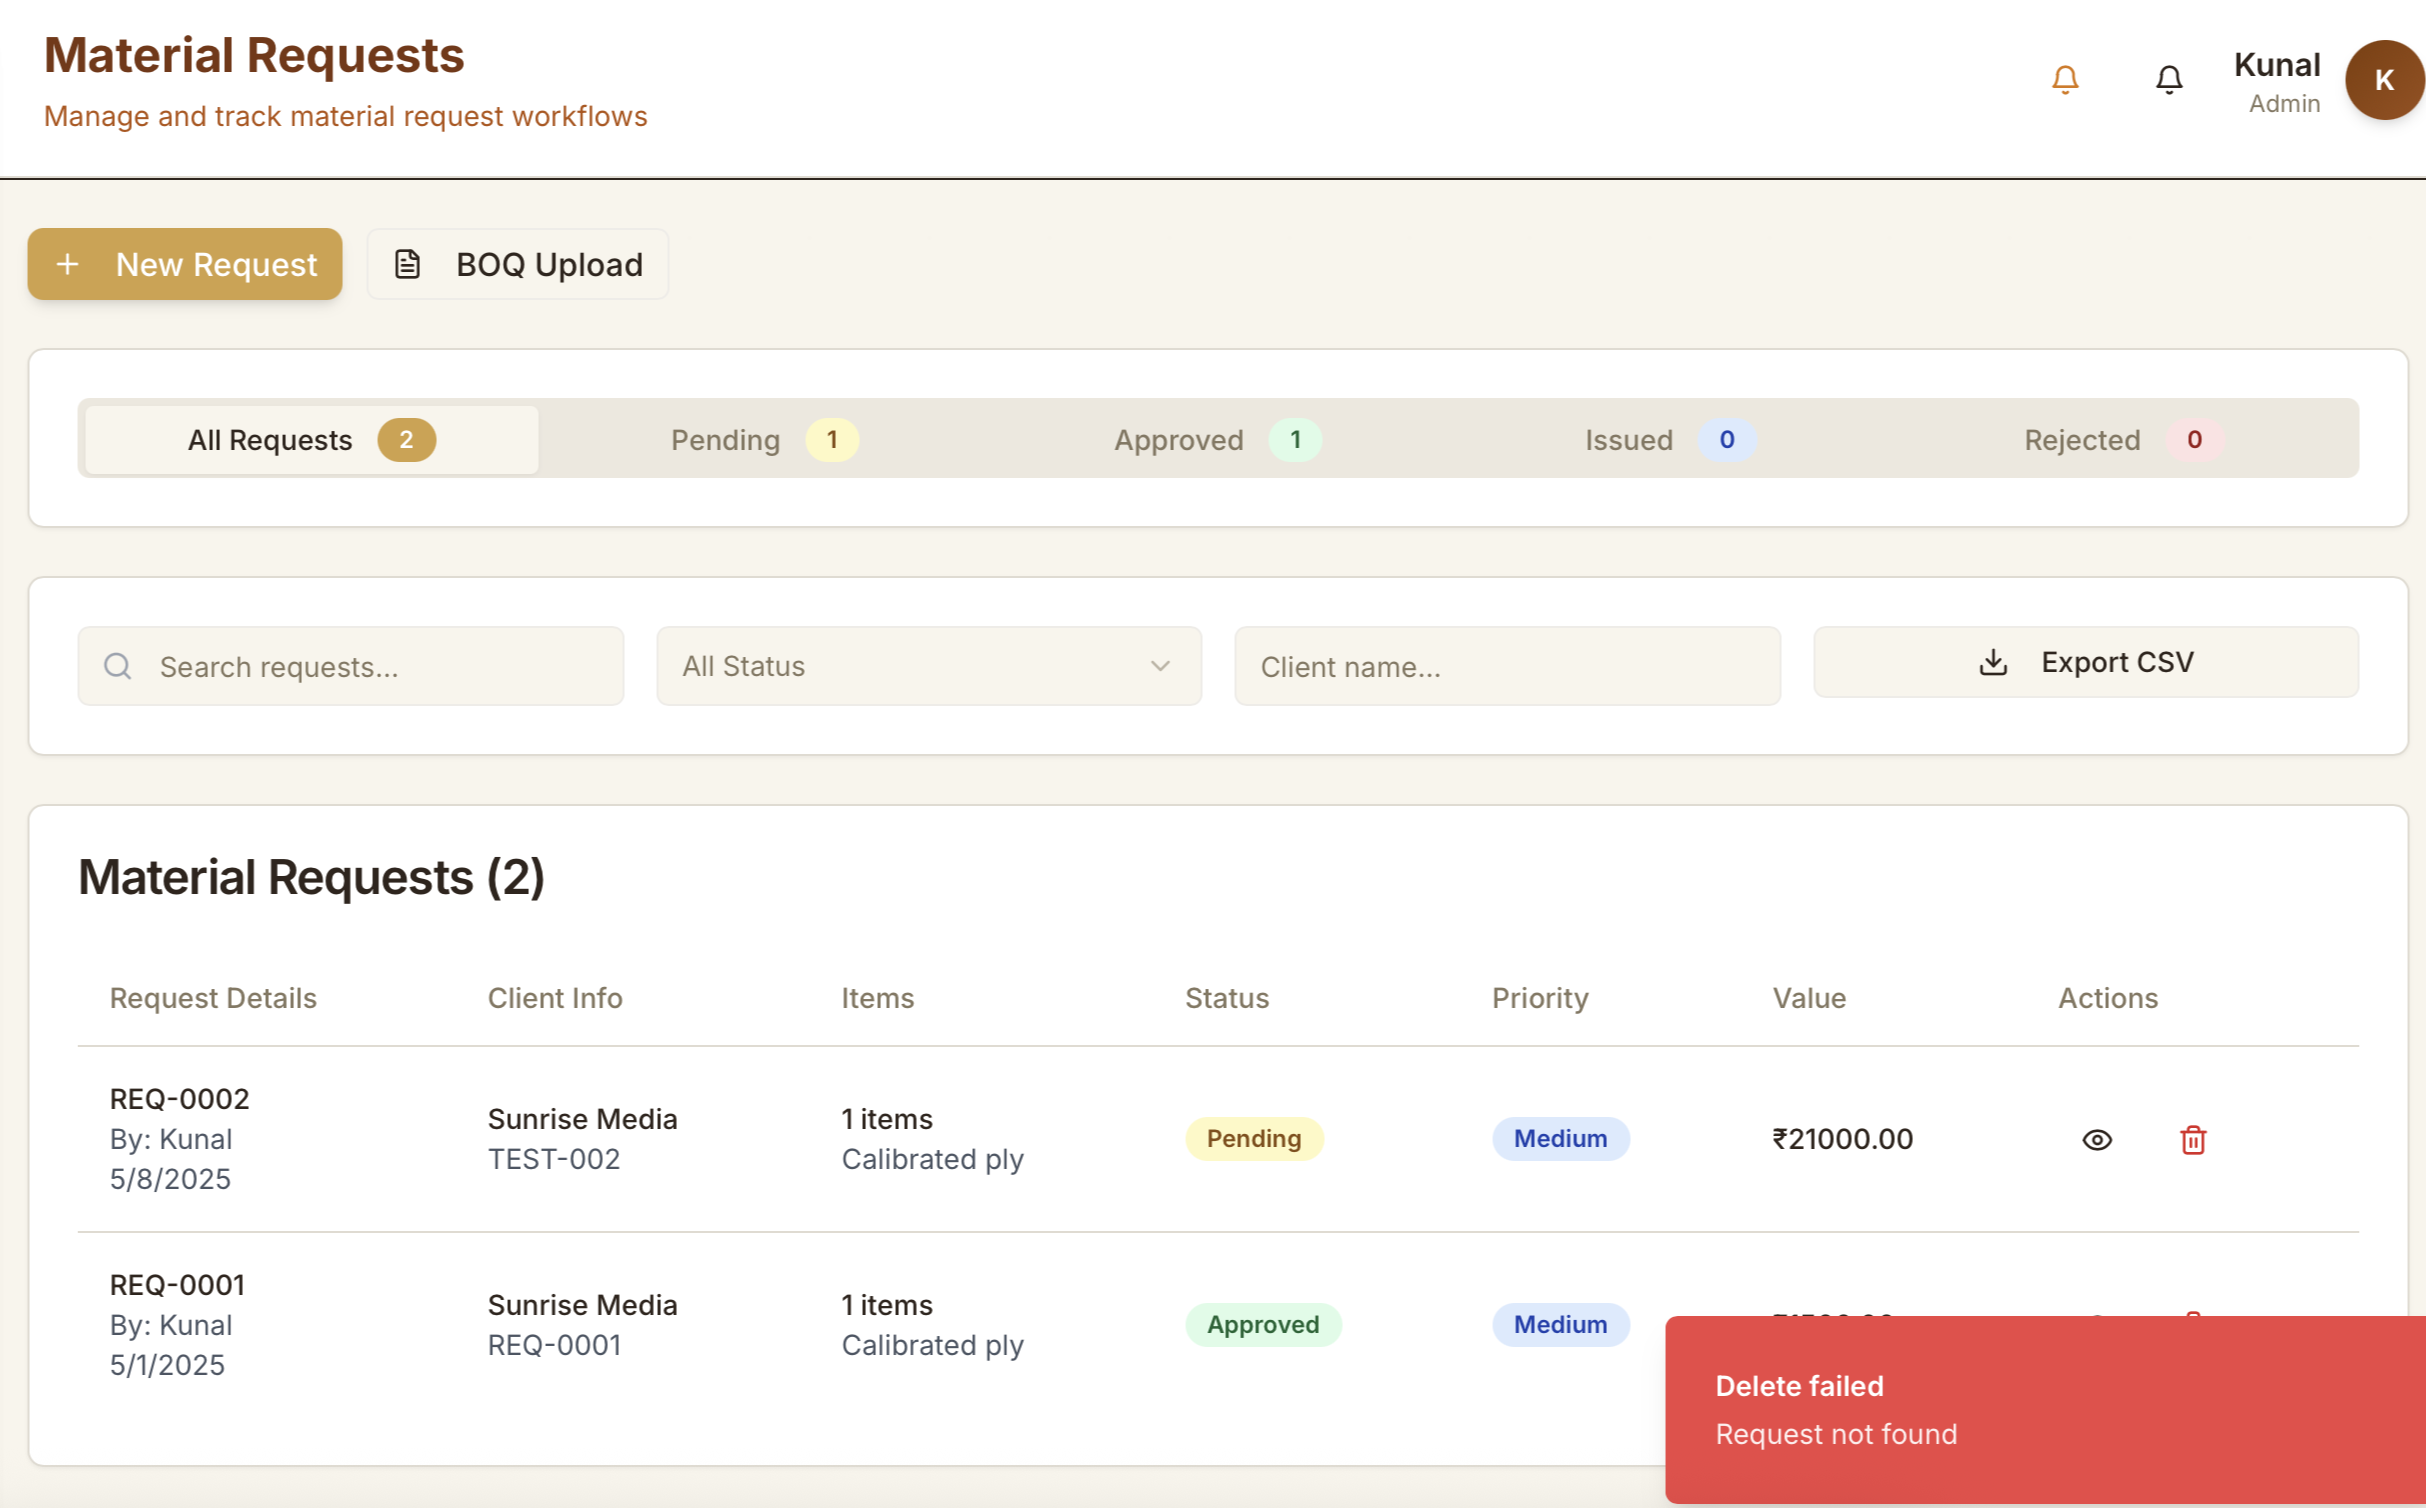 Material Requests
Manage and track material request workflows
Kunal
Admin
K
New Request
BOQ Upload
All Requests 2
Pending 1
Approved 1
Issued 0
Rejected 0
Search requests...
All Status
Client name...
Export CSV
Material Requests (2)
Request Details Client Info Items Status Priority Value Actions
REQ-0002
By: Kunal
5/8/2025
Sunrise Media
TEST-002
1 items
Calibrated ply
Pending
Medium
₹21000.00
REQ-0001
By: Kunal
5/1/2025
Sunrise Media
REQ-0001
1 items
Calibrated ply
Approved
Medium
Delete failed
Request not found